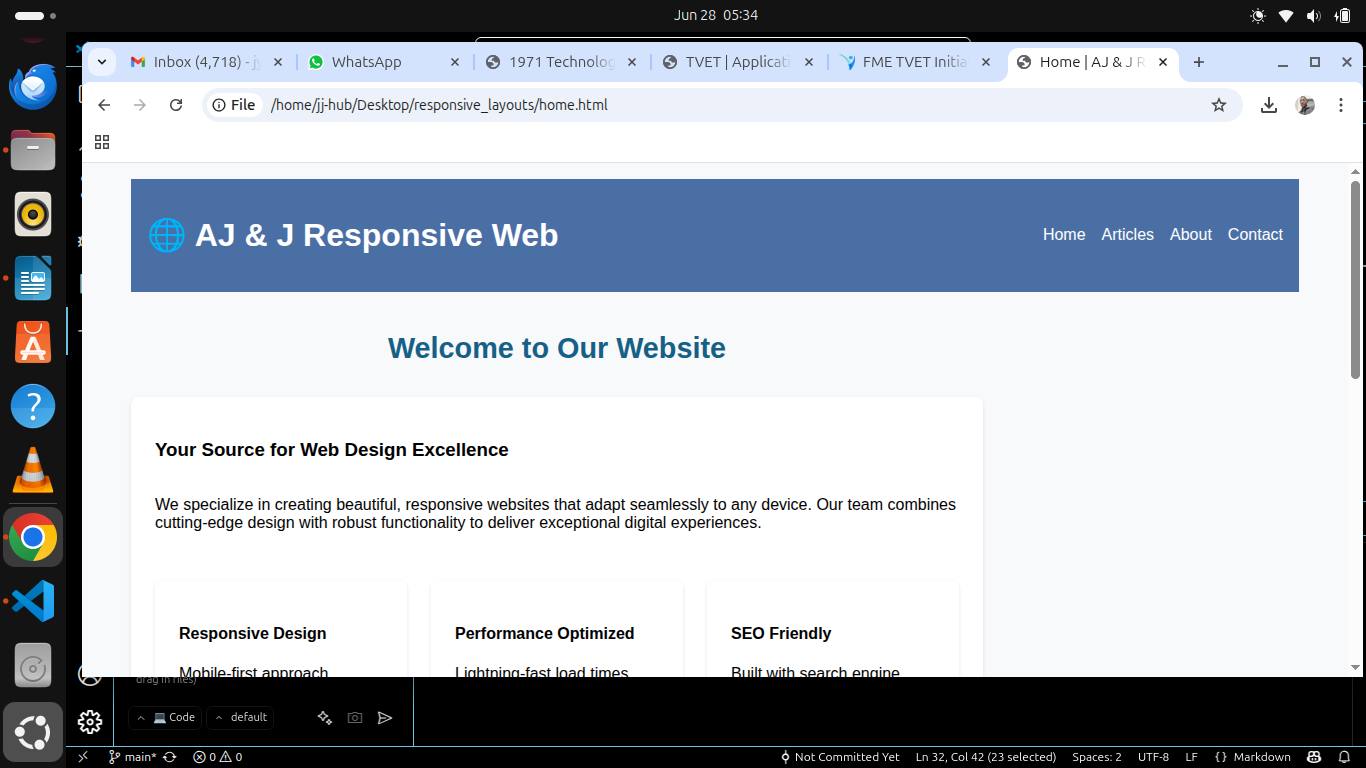 Jun 28 05:34
Inbox (4,718) - jy
WhatsApp
1971 Technolog
TVET | Applicati
FME TVET Initia
Home | AJ & J R
File
/home/jj-hub/Desktop/responsive_layouts/home.html
AJ & J Responsive Web
Home
Articles
About
Contact
Welcome to Our Website
Your Source for Web Design Excellence
We specialize in creating beautiful, responsive websites that adapt seamlessly to any device. Our team combines
cutting-edge design with robust functionality to deliver exceptional digital experiences.
Responsive Design
Performance Optimized
SEO Friendly
Mobile-first approach
Lightning-fast load times
Built with search engine
drag in files)
Code
default
main*
0
0
Not Committed Yet
Ln 32, Col 42 (23 selected)
Spaces: 2
UTF-8
LF
{} Markdown